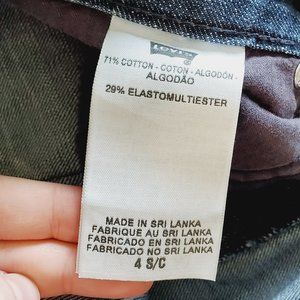 LEVI'S
71% COTTON - COTON - ALGODÓN -
ALGODÃO
29% ELASTOMULTIESTER
MADE IN SRI LANKA
FABRIQUE AU SRI LANKA
FABRICADO EN SRI LANKA
FABRICADO NO SRI LANKA
4 S/C